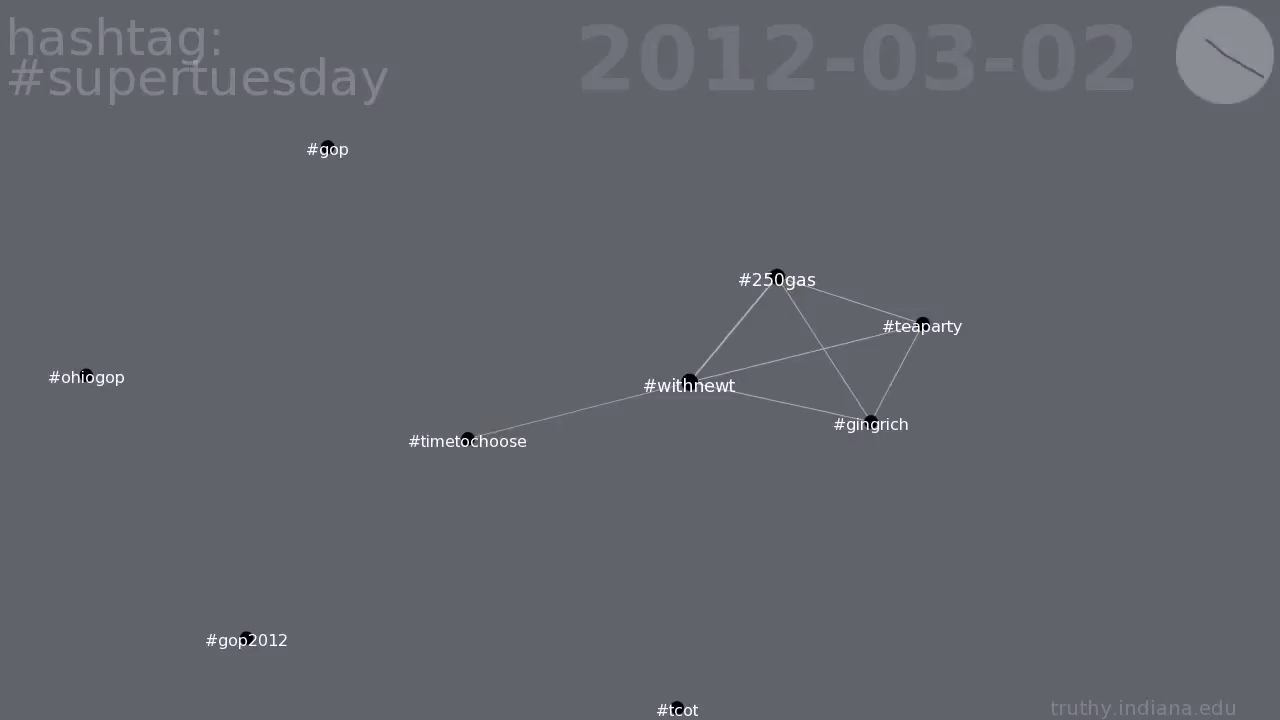 hashtag:
#supertuesday
2012-03-02
#gop
#250gas
#teaparty
#ohiogop
#withnewt
#gingrich
#timetochoose
#gop2012
#tcot
truthy.indiana.edu